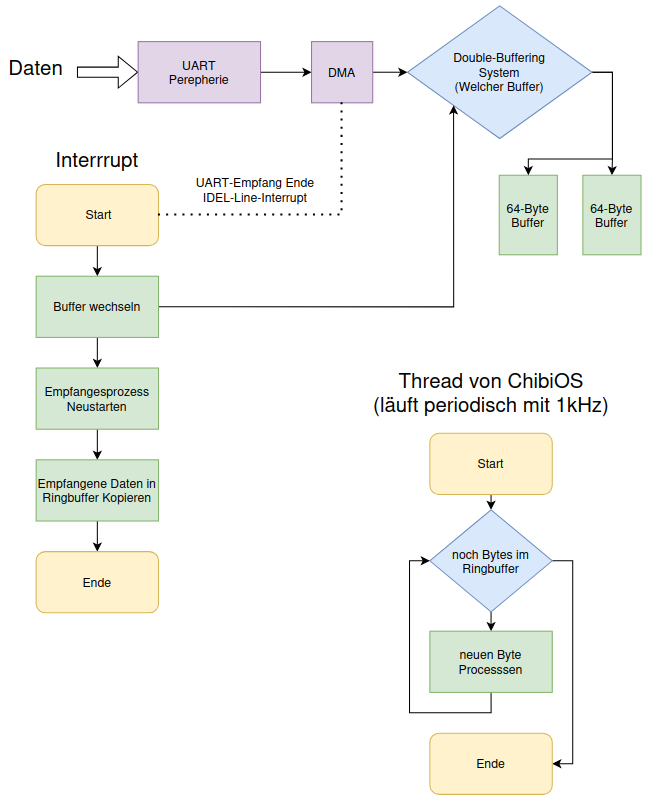 Daten
UART
Perepherie
DMA
Double-Buffering
System
(Welcher Buffer)
64-Byte
Buffer
64-Byte
Buffer
Interrrupt
UART-Empfang Ende
IDEL-Line-Interrupt
Start
Buffer wechseln
Empfangesprozess
Neustarten
Empfangene Daten in
Ringbuffer Kopieren
Ende
Thread von ChibiOS
(läuft periodisch mit 1kHz)
Start
noch Bytes im
Ringbuffer
neuen Byte
Processsen
Ende